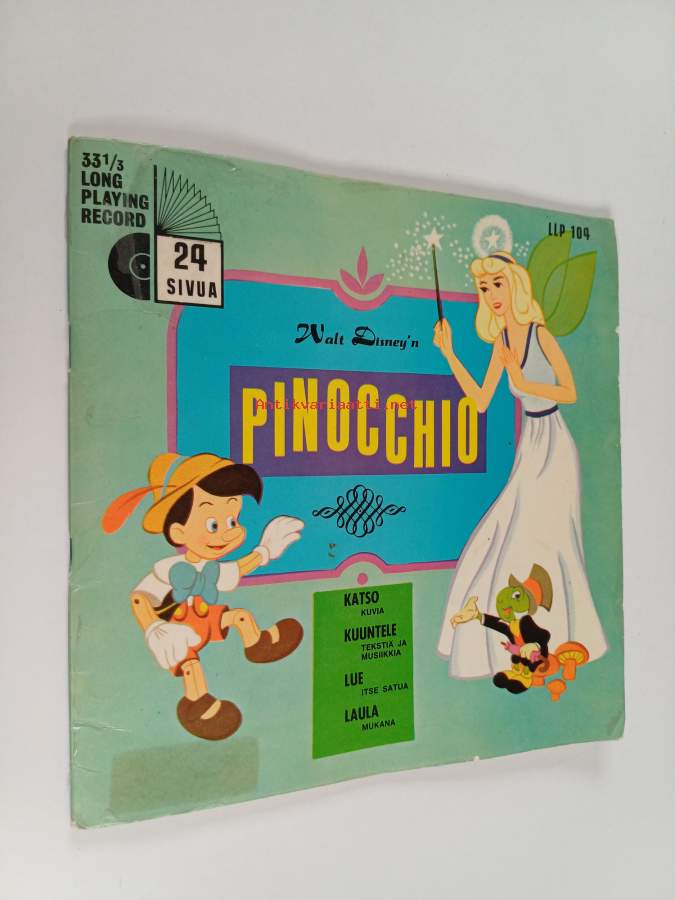 33 1/3
LONG
PLAYING
RECORD
24
SIVUA
LLP 104
Walt Disney'n
PINOCCHIO
Antikvariaatti.net
KATSO
KUVIA
KUUNTELE
TEKSTIÄ JA
MUSIIKKIA
LUE
ITSE SATUA
LAULA
MUKANA